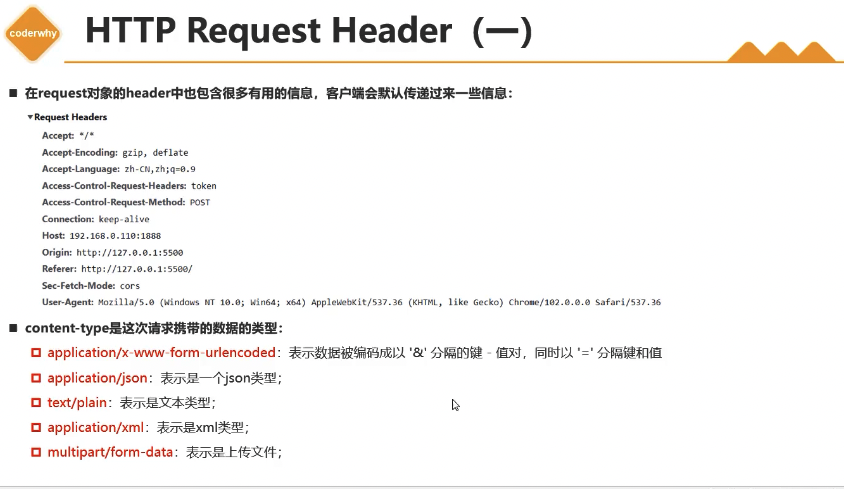 coderwhy
HTTP Request Header（一）
在request对象的header中也包含很多有用的信息，客户端会默认传递过来一些信息：
Request Headers
Accept: */*
Accept-Encoding: gzip, deflate
Accept-Language: zh-CN,zh;q=0.9
Access-Control-Request-Headers: token
Access-Control-Request-Method: POST
Connection: keep-alive
Host: 192.168.0.110:1888
Origin: http://127.0.0.1:5500
Referer: http://127.0.0.1:5500/
Sec-Fetch-Mode: cors
User-Agent: Mozilla/5.0 (Windows NT 10.0; Win64; x64) AppleWebKit/537.36 (KHTML, like Gecko) Chrome/102.0.0.0 Safari/537.36
content-type是这次请求携带的数据的类型：
application/x-www-form-urlencoded：表示数据被编码成以 '&' 分隔的键 - 值对，同时以 '=' 分隔键和值
application/json：表示是一个json类型；
text/plain：表示是文本类型；
application/xml：表示是xml类型；
multipart/form-data：表示是上传文件；